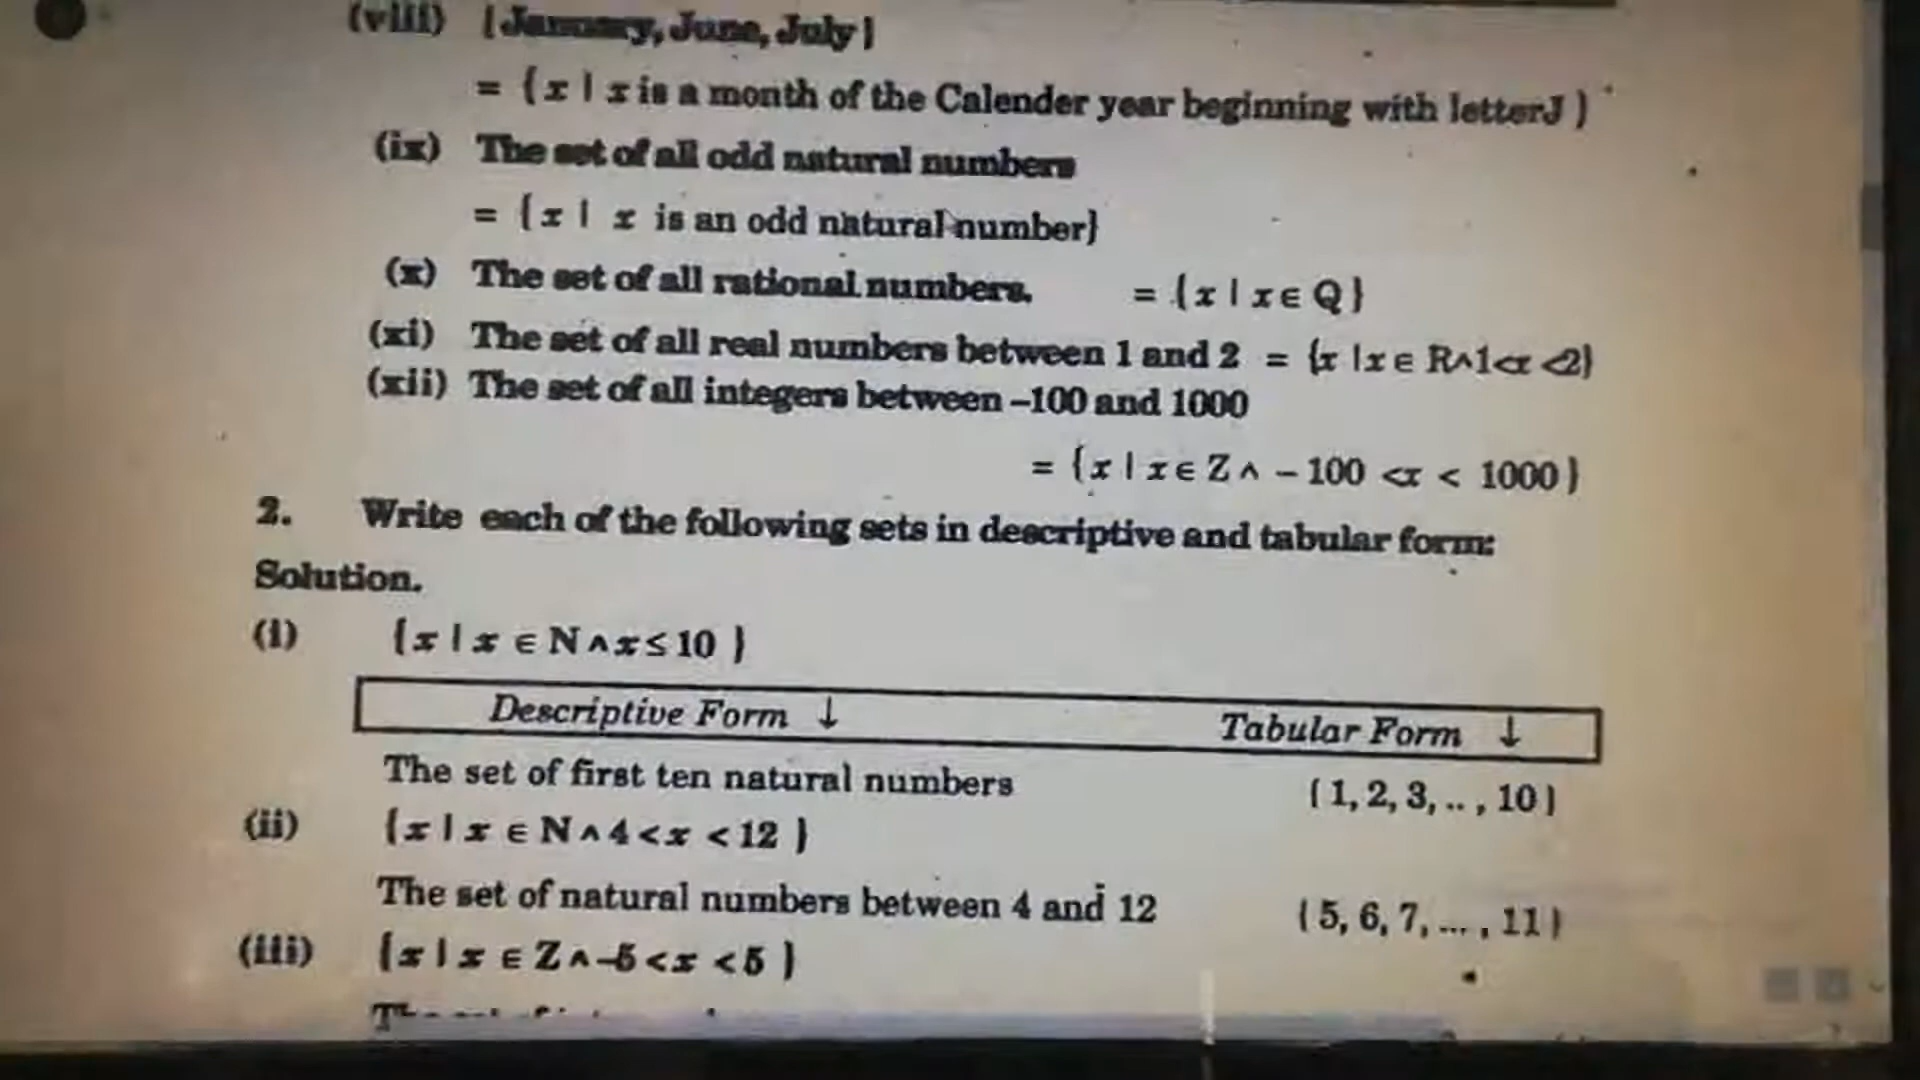 (viii) {January, June, July}
= {x | x is a month of the Calender year beginning with letterJ }
(ix) The set of all odd natural numbers
= {x | x is an odd natural number}
(x) The set of all rational numbers. = {x | x ∈ Q}
(xi) The set of all real numbers between 1 and 2 = {x |x ∈ R∧1<x <2}
(xii) The set of all integers between –100 and 1000
= {x | x ∈ Z ∧ – 100 <x < 1000}
2. Write each of the following sets in descriptive and tabular form:
Solution.
(i) {x | x ∈ N ∧ x ≤ 10 }
Descriptive Form ↓ Tabular Form ↓
The set of first ten natural numbers {1, 2, 3, .. , 10}
(ii) {x | x ∈ N ∧ 4 < x < 12 }
The set of natural numbers between 4 and 12 {5, 6, 7, ... , 11}
(iii) {x | x ∈ Z ∧ –5 < x < 5 }